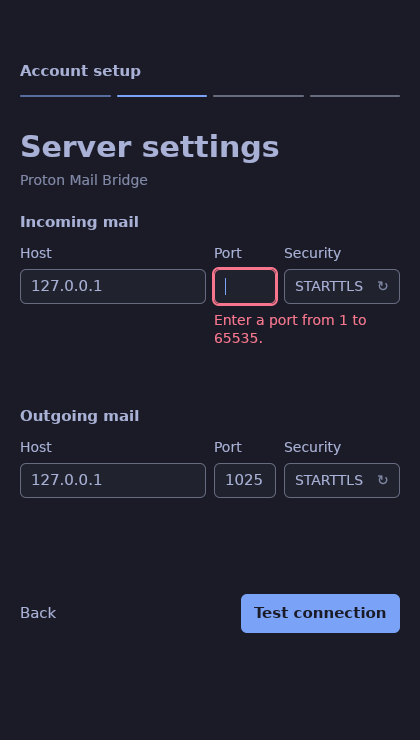 Account setup
Server settings
Proton Mail Bridge
Incoming mail
Host Port Security
127.0.0.1 STARTTLS ↻
Enter a port from 1 to
65535.
Outgoing mail
Host Port Security
127.0.0.1 1025 STARTTLS ↻
Back Test connection